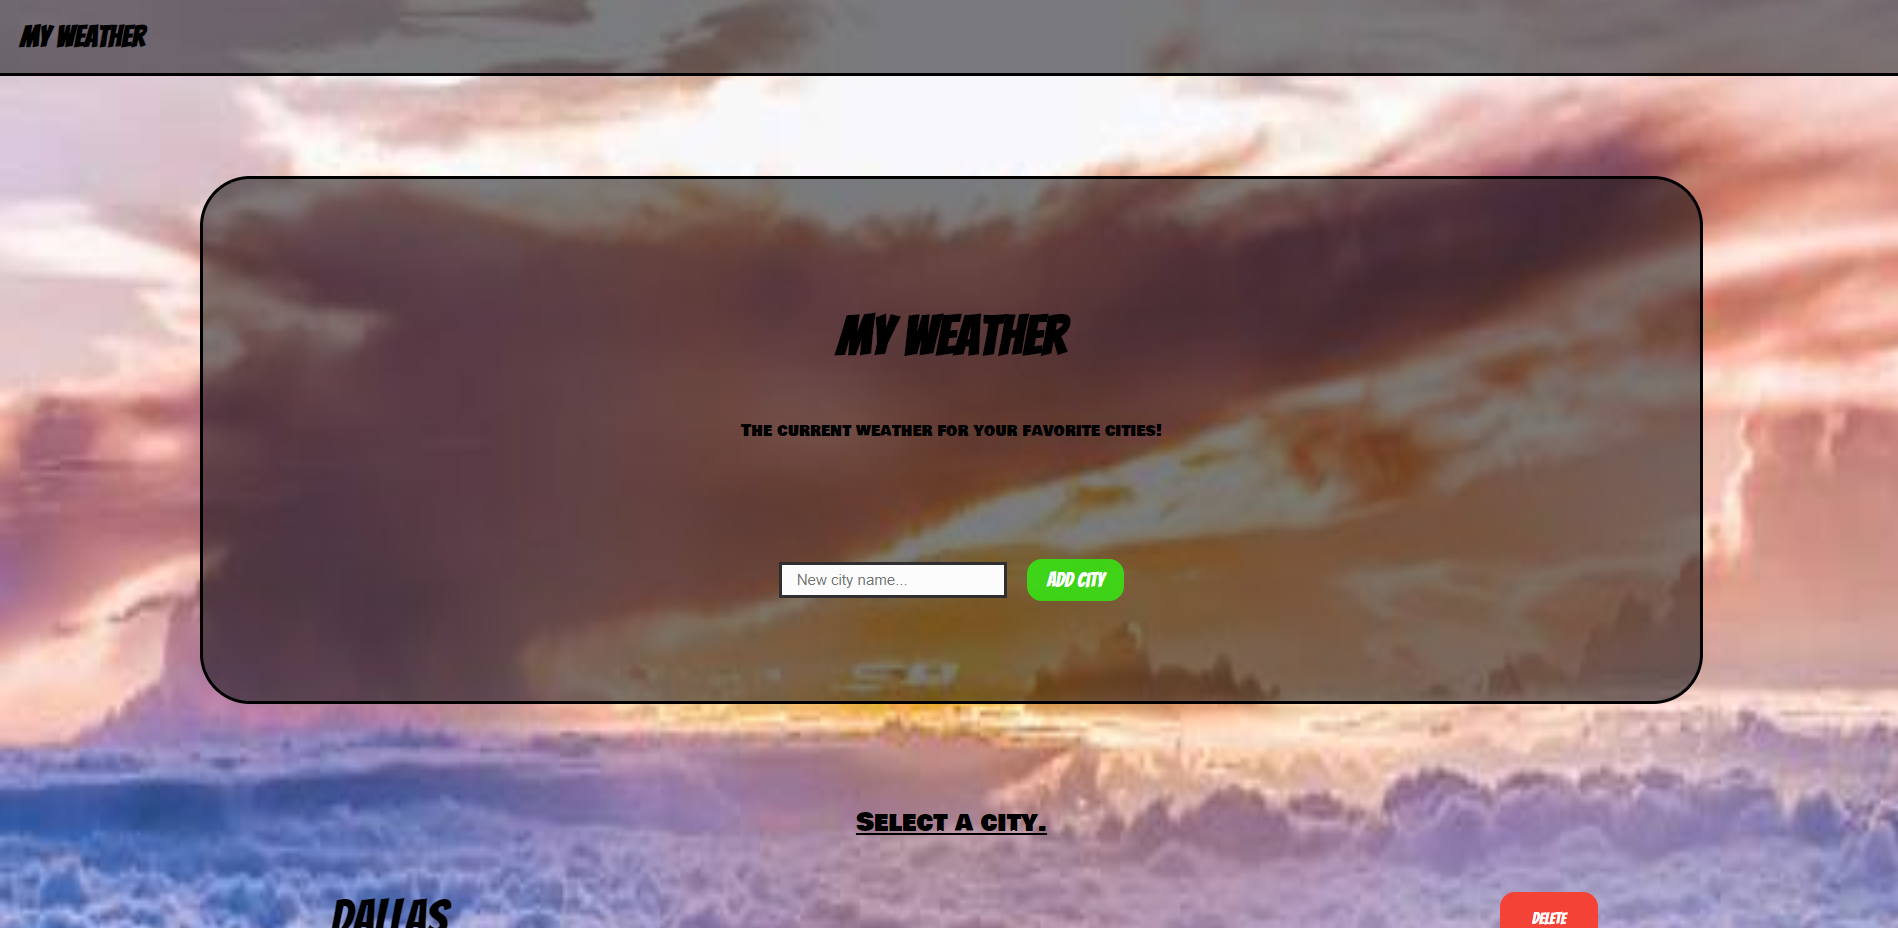 MY WEATHER
MY WEATHER
The current weather for your favorite cities!
New city name...
ADD CITY
Select a city.
DALLAS
DELETE